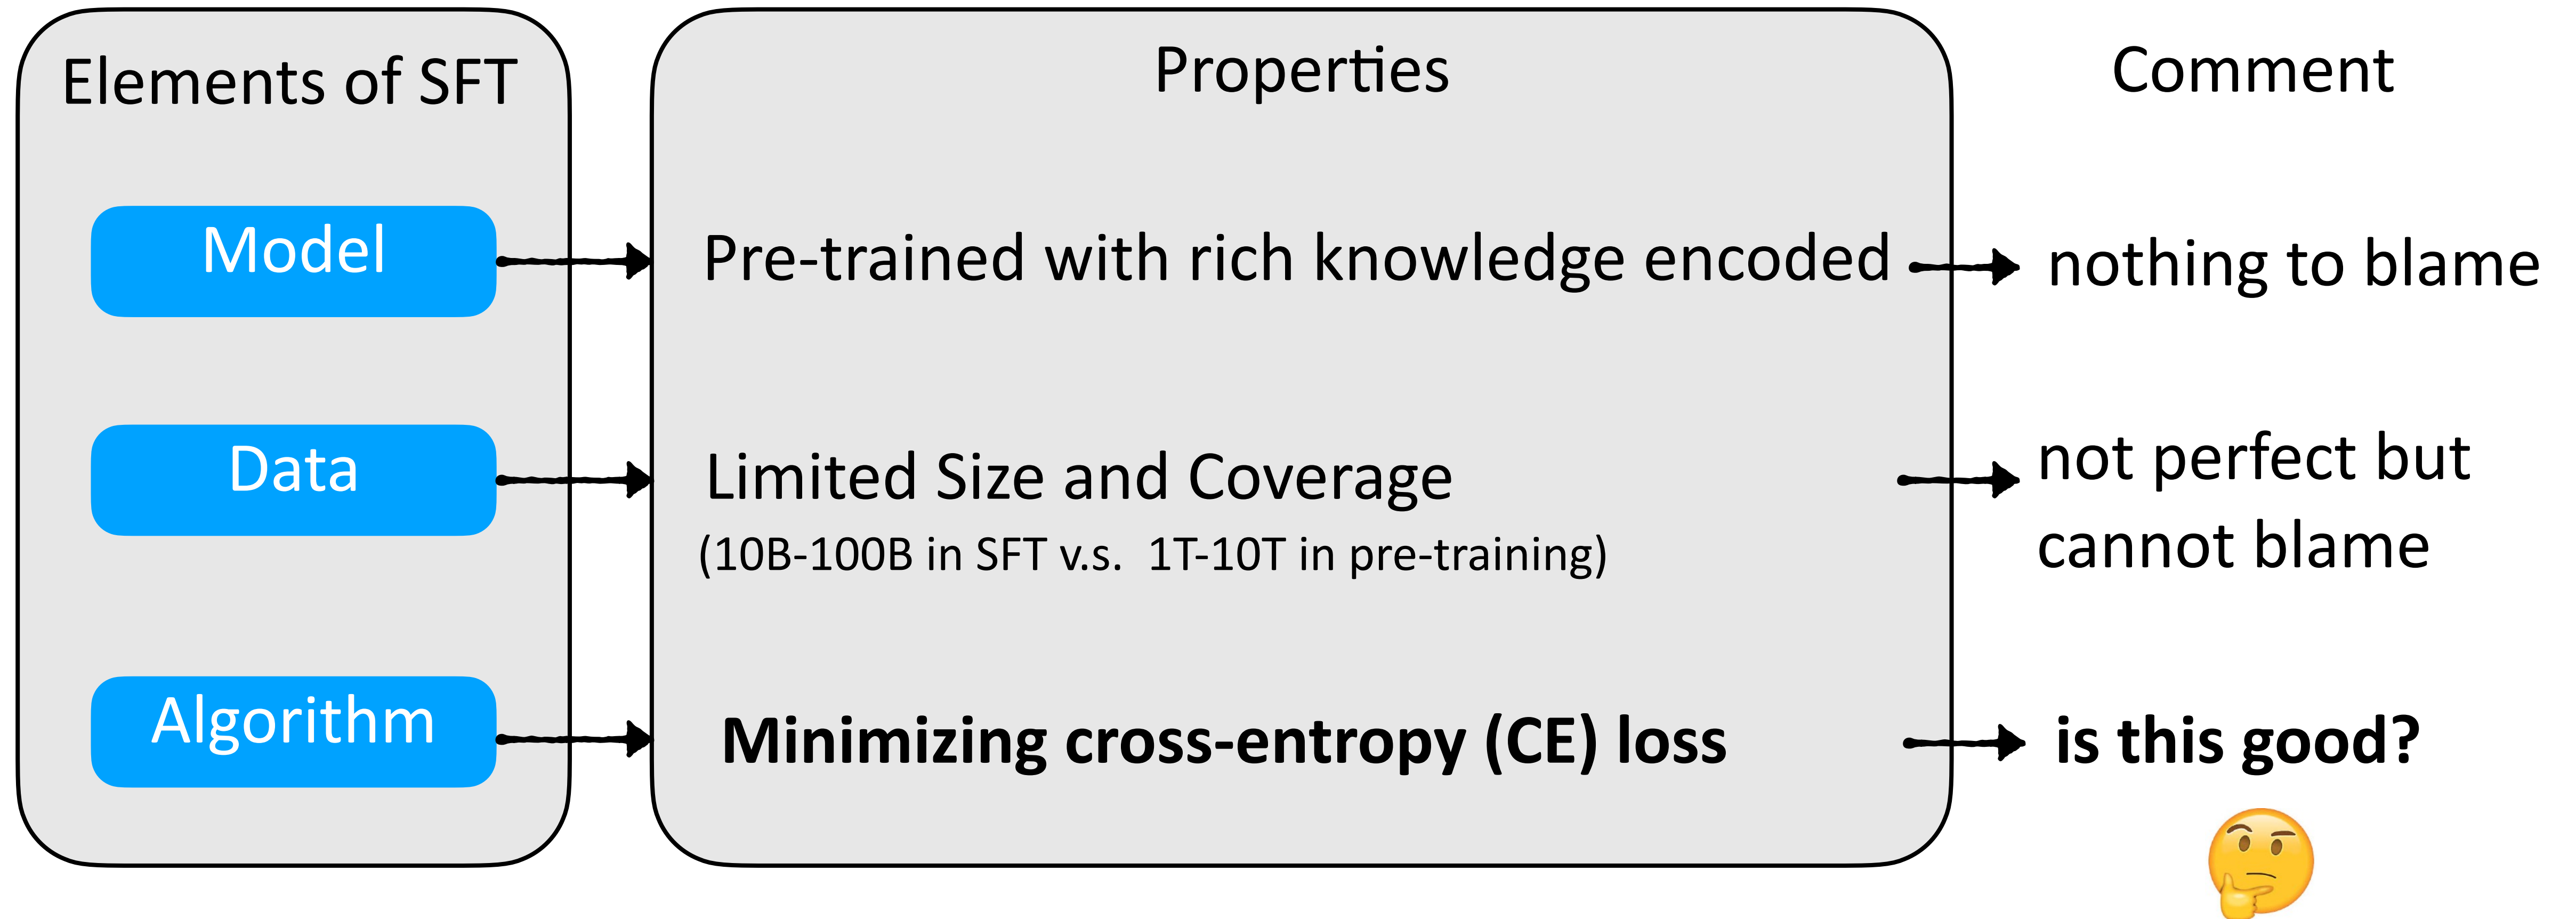 Elements of SFT
Properties
Comment
Model
Pre-trained with rich knowledge encoded
nothing to blame
Data
Limited Size and Coverage
(10B-100B in SFT v.s. 1T-10T in pre-training)
not perfect but
cannot blame
Algorithm
Minimizing cross-entropy (CE) loss
is this good?